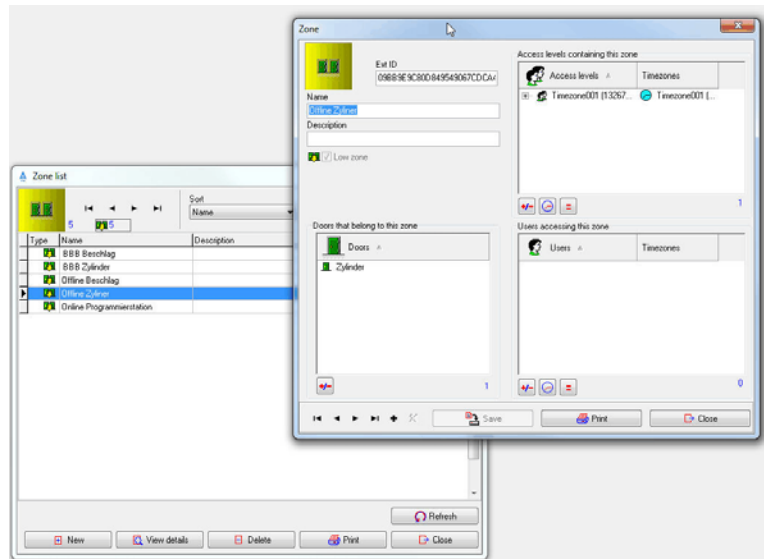 Zone
Ext ID
Name
Offline Zyliner
Description
Low zone
Doors that belong to this zone
Doors
Zylinder
1
Access levels containing this zone
Access levels
Timezones
Timezone001 (13267...
Timezone001 (...
1
Users accessing this zone
Users
Timezones
0
Save
Print
Close
Zone list
5
5
Sort
Name
Type
Name
Description
BBB Beschlag
BBB Zylinder
Offline Beschlag
Offline Zyliner
Online Programmierstation
Refresh
New
View details
Delete
Print
Close